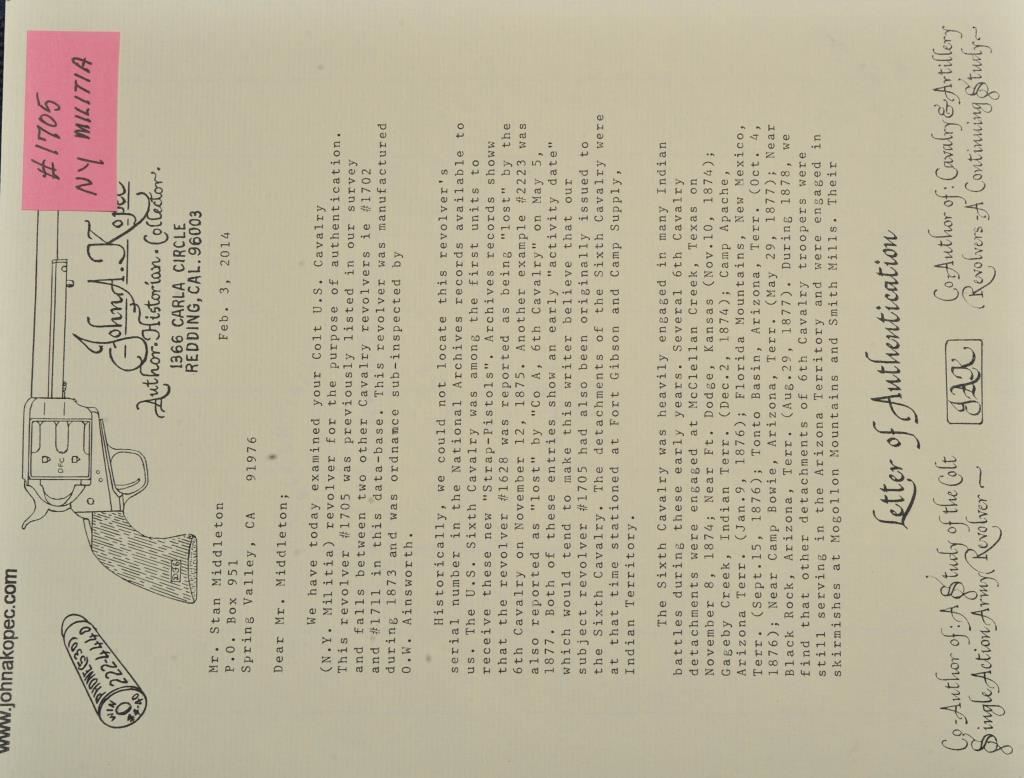 www.johnakopec.com
#1705
NY MILITIA
WIN
PHONE (530)
222-4440
John A. Kopec
Author·Historian·Collector.
1366 CARLA CIRCLE
REDDING, CAL. 96003
DFC
Feb. 3, 2014
Mr. Stan Middleton
P.O. Box 951
Spring Valley, CA 91976
Dear Mr. Middleton;
We have today examined your Colt U.S. Cavalry
(N.Y. Militia) revolver for the purpose of authentication.
This revolver #1705 was previously listed in our survey
and falls between two other Cavalry revolvers ie #1702
and #1711 in this data-base. This revolver was manufactured
during 1873 and was ordnance sub-inspected by
O.W. Ainsworth.
Historically, we could not locate this revolver's
serial number in the National Archives records available to
us. The U.S. Sixth Cavalry was among the first units to
receive these new "Strap-Pistols". Archives records showw
that the revolver #1628 was reported as being "lost" by the
6th Cavalry on November 12, 1875. Another example #2223 was
also reported as "lost" by "Co A, 6th Cavalry" on May 5,
1877. Both of these entries show an early "activity date"
which would tend to make this writer believe that our
subject revolver #1705 had also been originally issued to
the Sixth Cavalry. The detachments of the Sixth Cavalry were
at that time stationed at Fort Gibson and Camp Supply,
Indian Territory.
The Sixth Cavalry was heavily engaged in many Indian
battles during these early years. Several 6th Cavalry
detachments were engaged at McClellan Creek, Texas on
November 8, 1874; Near Ft. Dodge, Kansas (Nov.10, 1874);
Gageby Creek, Indian Terr. (Dec.2, 1874); Camp Apache,
Arizona Terr. (Jan.9, 1876); Florida Mountains, New Mexico,
Terr. (Sept.15, 1876); Tonto Basin, Arizona, Terr. (Oct. 4,
1876); Near Camp Bowie, Arizona, Terr. (May 29, 1877); Near
Black Rock, Arizona, Terr. (Aug.29, 1877). During 1878, we
find that other detachments of 6th Cavalry troopers were
still serving in the Arizona Territory and were engaged in
skirmishes at Mogollon Mountains and Smith Mills. Their
Letter of Authentication
Co-Author of: A Study of the Colt
Single Action Army Revolver~
JAK
Co-Author of: Cavalry & Artillery
Revolvers-A Continuing Study~